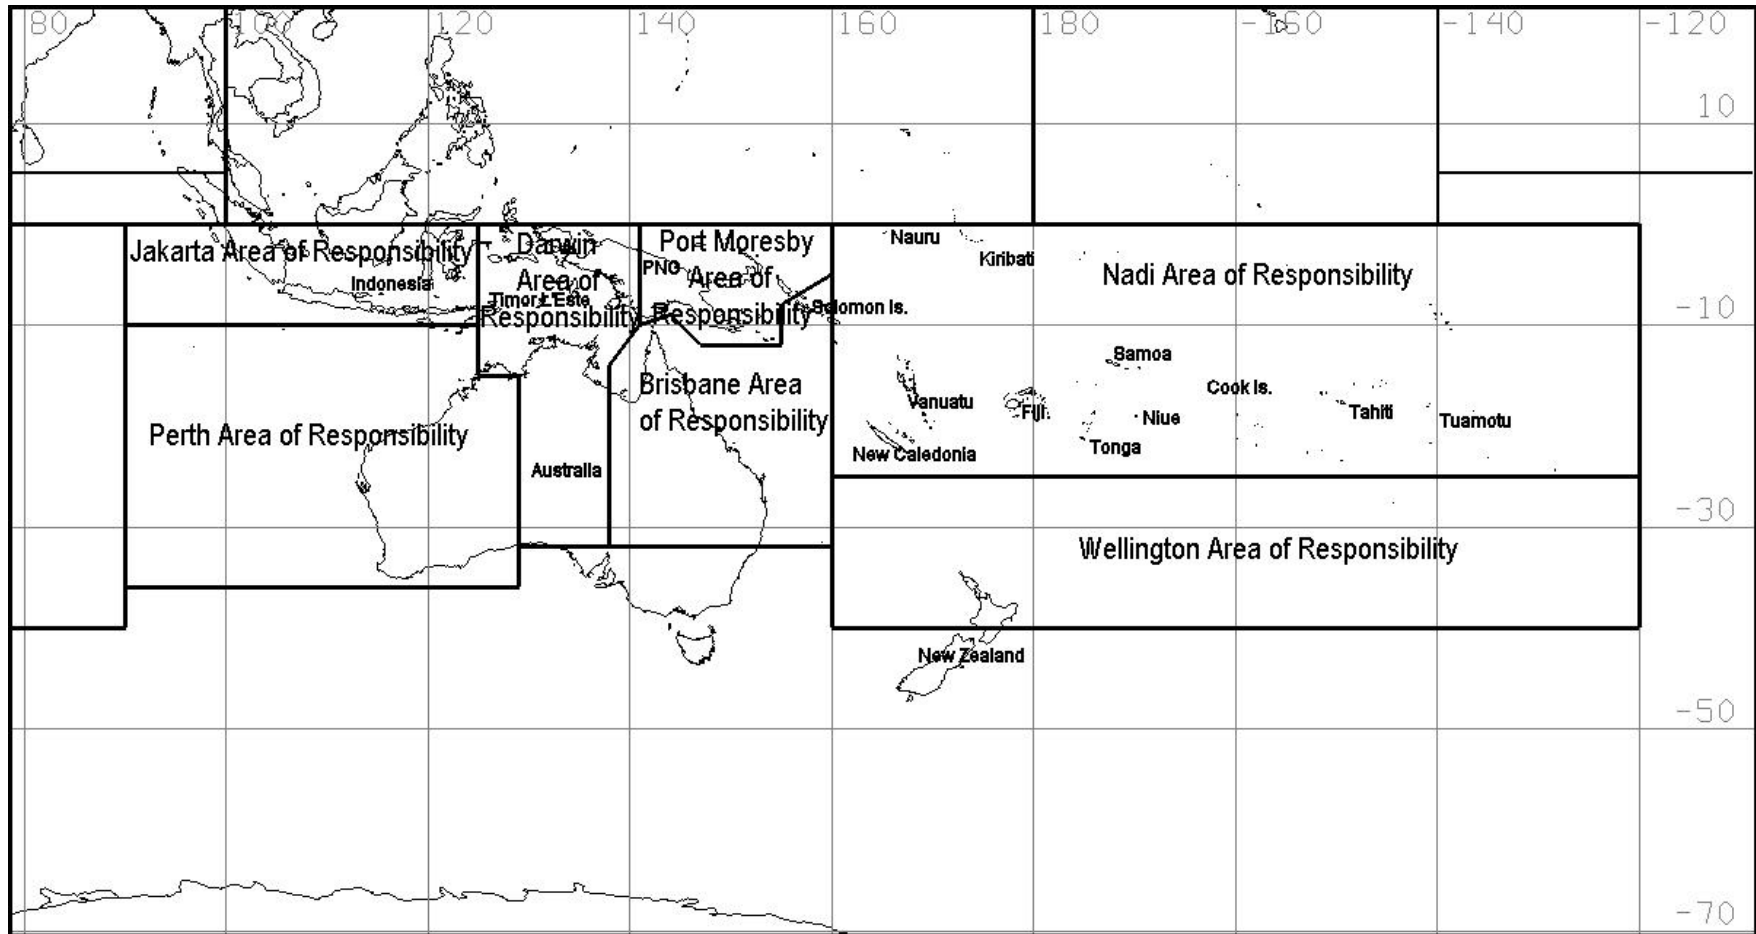 80 100 120 140 160 180 -160 -140 -120
10
Nauru
Kiribati
Jakarta Area of Responsibility
Indonesia
Darwin
Area of
Responsibility
Timor L'Este
Port Moresby
Area of
Responsibility
PNG
Solomon Is.
Nadi Area of Responsibility
-10
Samoa
Cook Is.
Vanuatu
Fiji
Niue
Tahiti
Tuamotu
Tonga
New Caledonia
Brisbane Area
of Responsibility
Perth Area of Responsibility
Australia
-30
Wellington Area of Responsibility
New Zealand
-50
-70